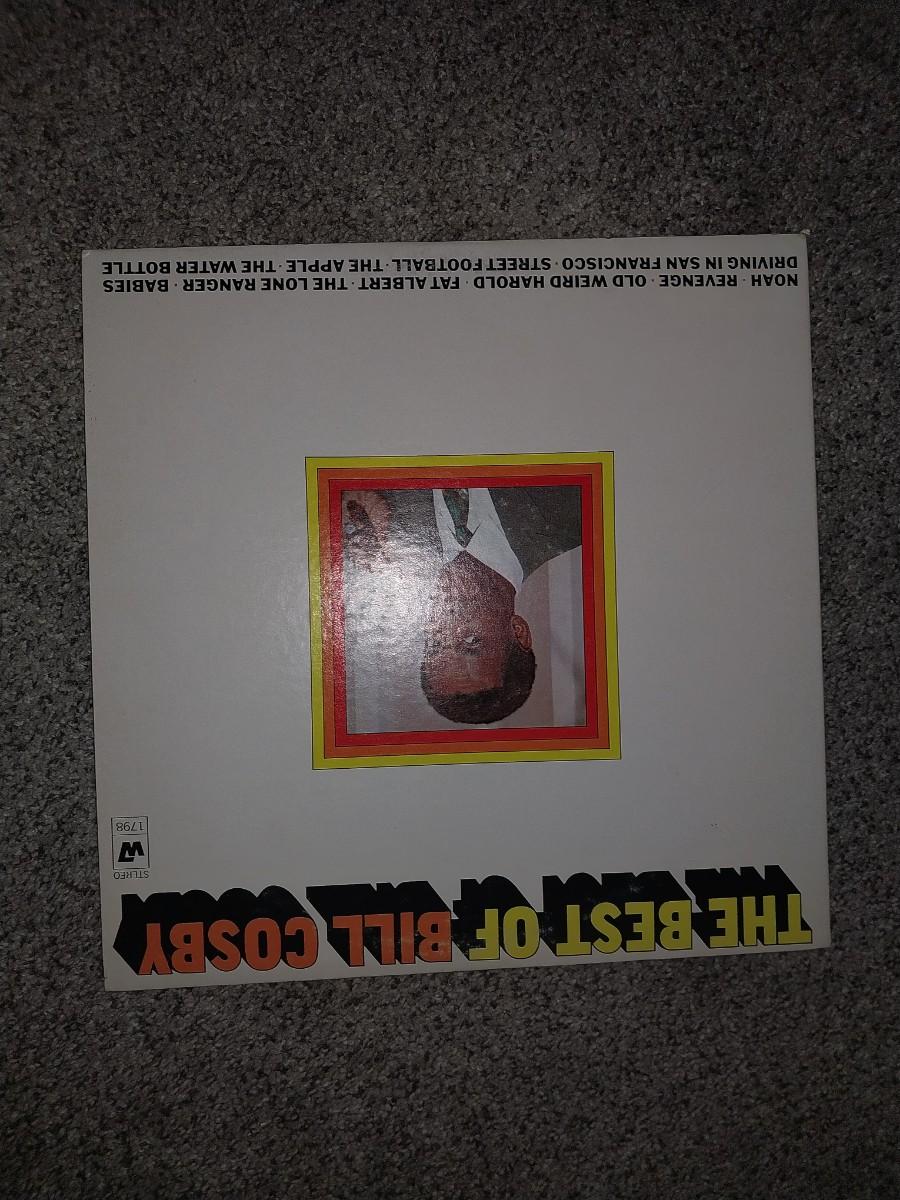 THE BEST OF BILL COSBY
STEREO
W
1798
NOAH · REVENGE · OLD WEIRD HAROLD · FAT ALBERT · THE LONE RANGER · BABIES
DRIVING IN SAN FRANCISCO · STREET FOOTBALL · THE APPLE · THE WATER BOTTLE